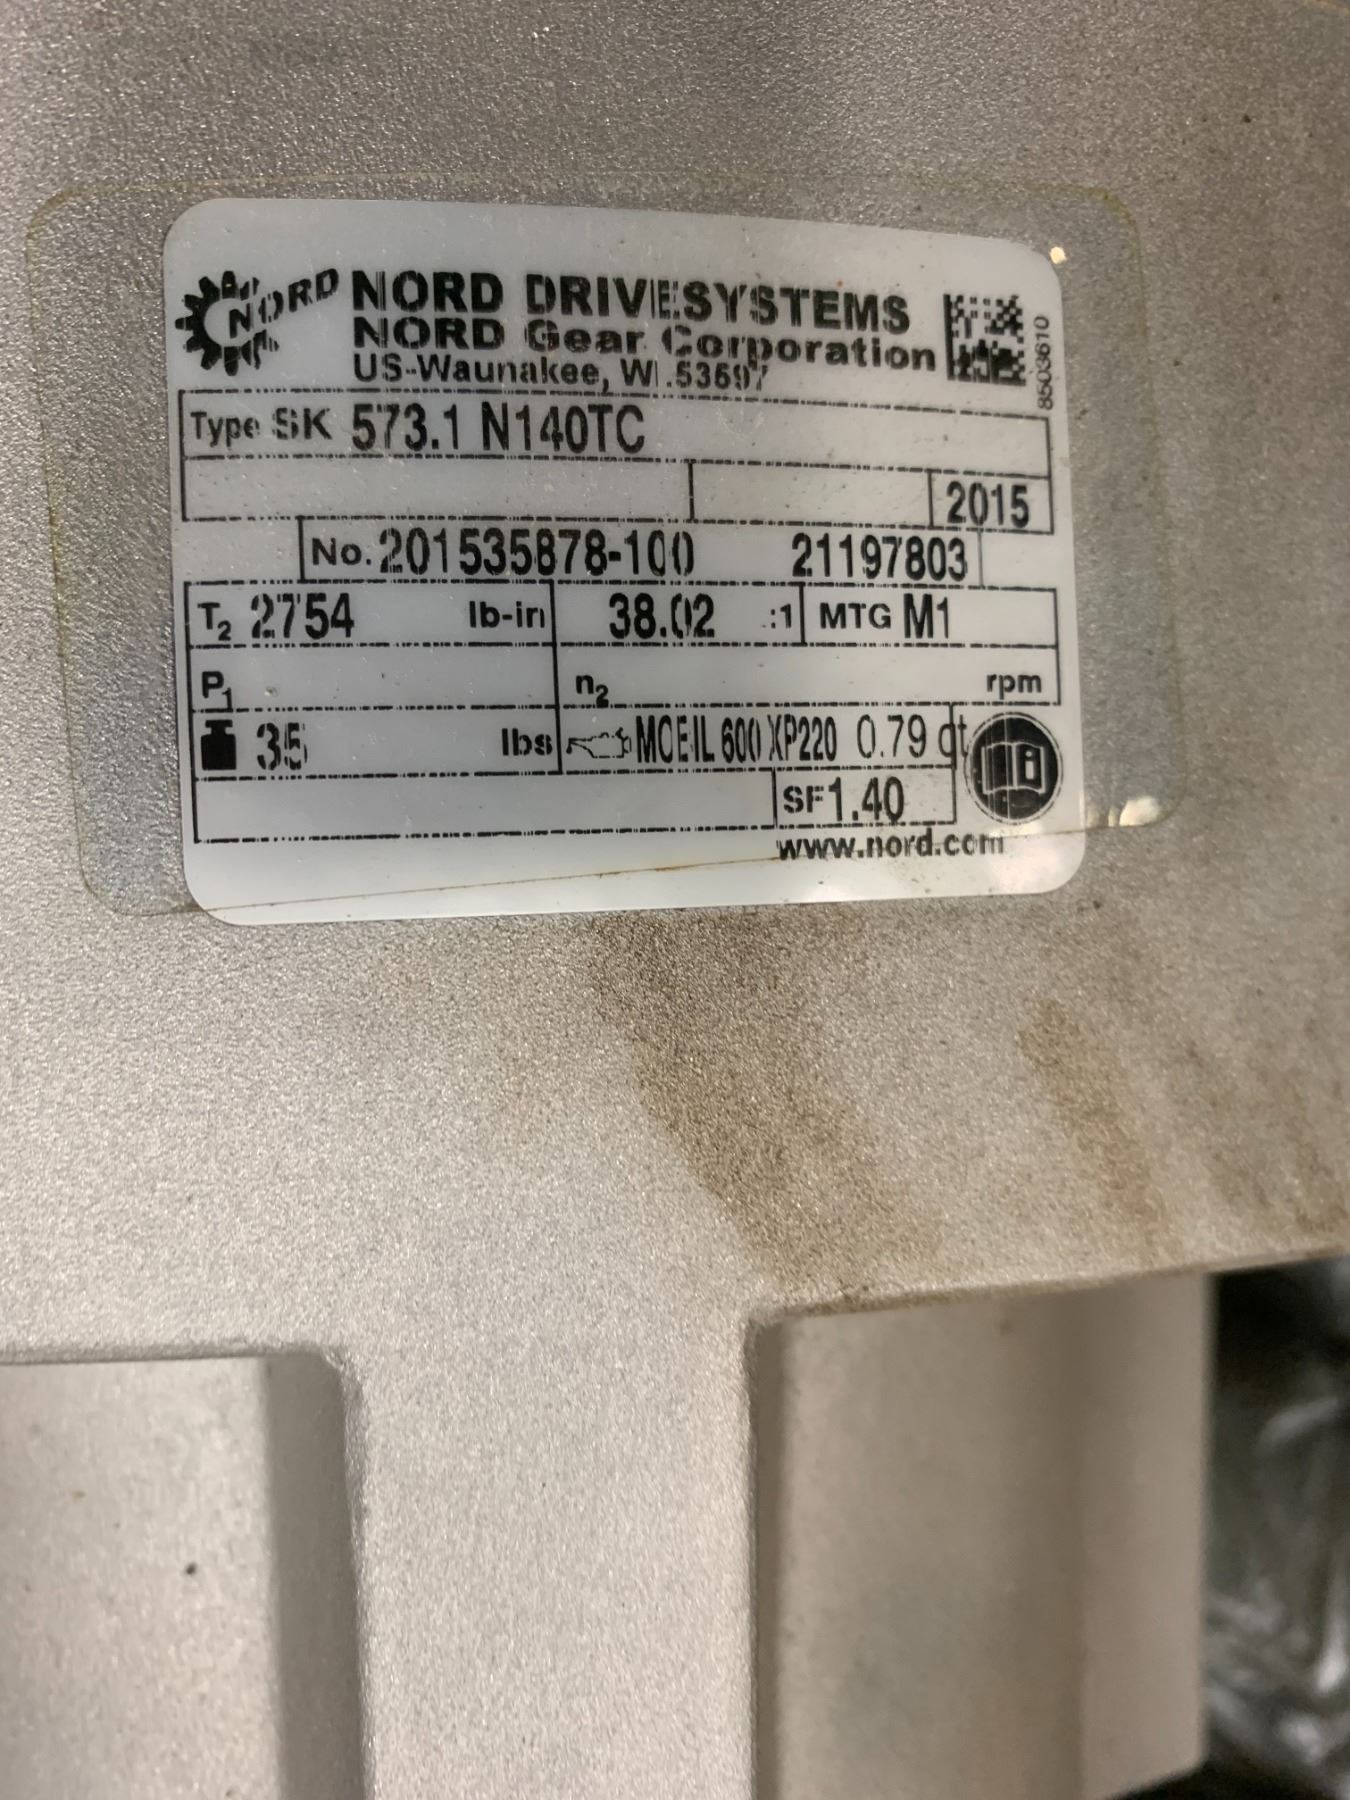 NORD NORD DRIVESYSTEMS
NORD Gear Corporation
US-Waunakee, WI.53597
8503610
Type SK 573.1 N140TC
2015
No. 201535878-100 21197803
T2 2754 lb-in 38.02 :1 MTG M1
P1 n2 rpm
35 lbs MOBIL 600 XP220 0.79 qt
SF 1.40
www.nord.com